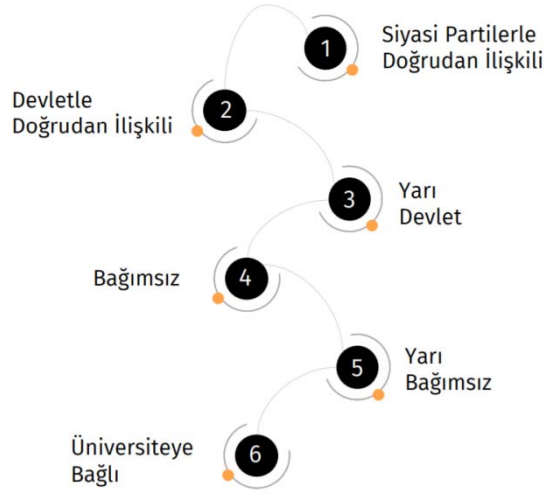 1
Siyasi Partilerle
Doğrudan İlişkili
2
Devletle
Doğrudan İlişkili
3
Yarı
Devlet
4
Bağımsız
5
Yarı
Bağımsız
6
Üniversiteye
Bağlı